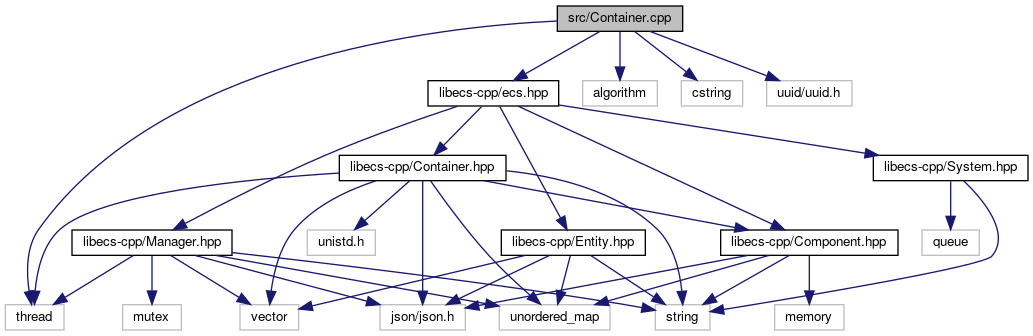 src/Container.cpp
libecs-cpp/ecs.hpp
algorithm
cstring
uuid/uuid.h
libecs-cpp/Container.hpp
libecs-cpp/System.hpp
libecs-cpp/Manager.hpp
unistd.h
libecs-cpp/Entity.hpp
libecs-cpp/Component.hpp
queue
thread
mutex
vector
json/json.h
unordered_map
string
memory